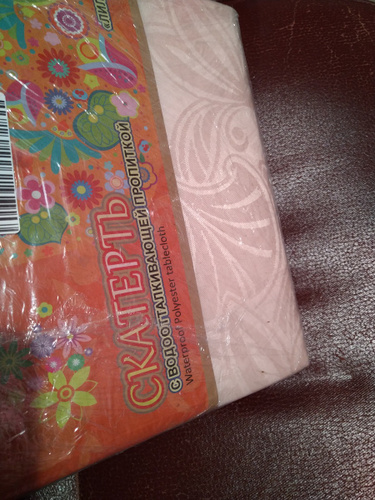 СКАТЕРТЬ
С ВОДООТТАЛКИВАЮЩЕЙ ПРОПИТКОЙ
Waterproof Polyester tablecloth